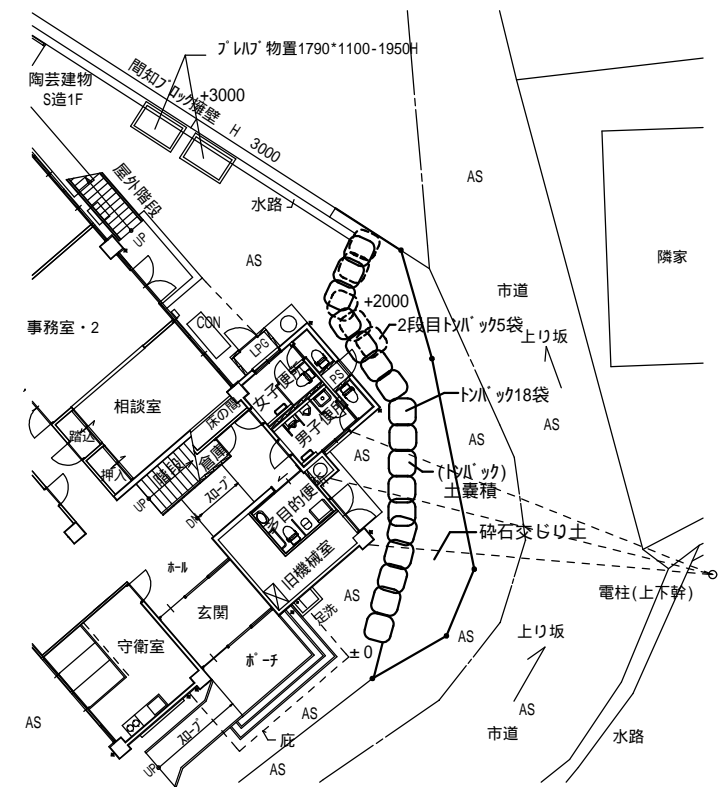 ﾌﾟﾚﾊﾌﾞ物置1790*1100-1950H
陶芸建物
S造1F
間知ブロック擁壁
+3000
H 3000
屋外階段
UP
水路
AS
AS
隣家
市道
+2000
CON
LPG
事務室・2
2段目ﾄﾝﾊﾞｯｸ5袋
上り坂
女子便所
PS
相談室
床の間
ﾄﾝﾊﾞｯｸ18袋
男子便所
踏込
AS
AS
AS
押入
階段
倉庫
(ﾄﾝﾊﾞｯｸ)
土嚢積
UP
ｽﾛｰﾌﾟ
DN
多目的便所
砕石交じり土
ﾎｰﾙ
旧機械室
電柱(上下幹)
AS
足洗
玄関
上り坂
AS
守衛室
±0
ﾎﾟｰﾁ
AS
AS
AS
ｽﾛｰﾌﾟ
庇
市道
水路
UP
AS